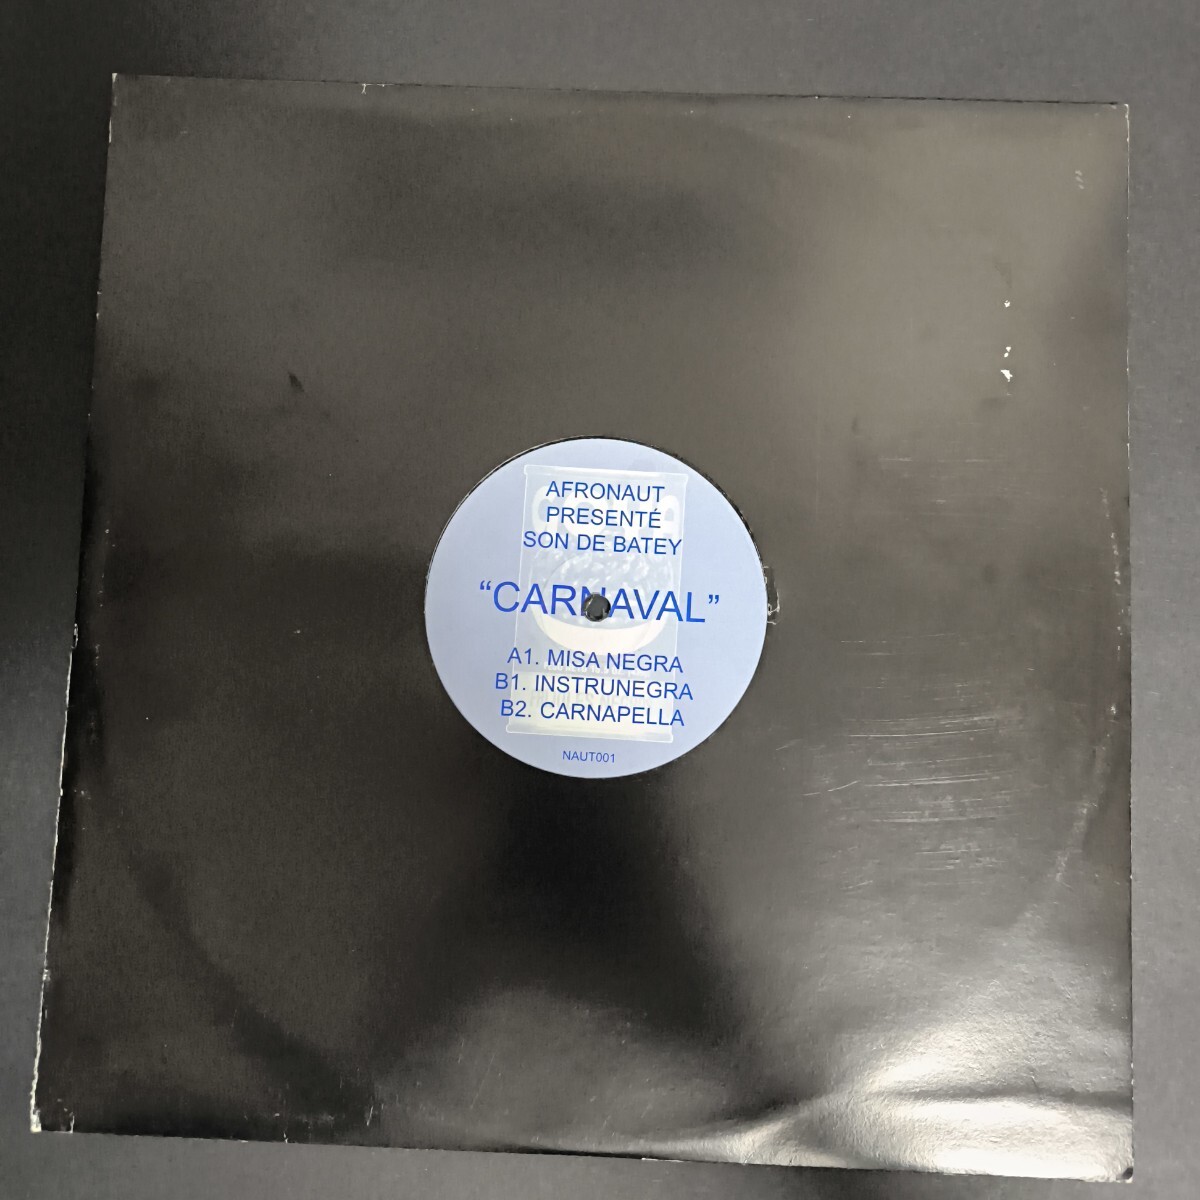 AFRONAUT
PRESENTÉ
SON DE BATEY
“CARNAVAL”
A1. MISA NEGRA
B1. INSTRUNEGRA
B2. CARNAPELLA
NAUT001